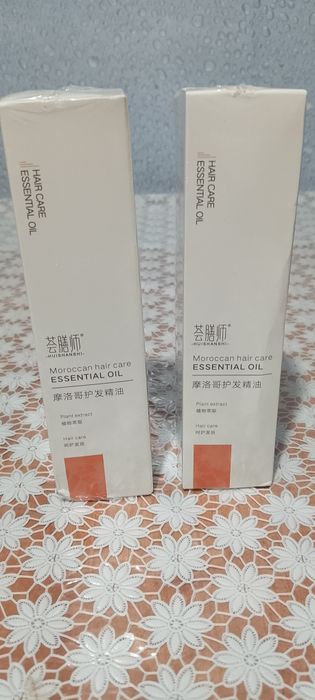 HAIR CARE
ESSENTIAL OIL
荟膳师®
-HUISHANSHI-
Moroccan hair care
ESSENTIAL OIL
摩洛哥护发精油
Plant extract
植物萃取
Hair care
呵护秀发
HAIR CARE
ESSENTIAL OIL
荟膳师®
-HUISHANSHI-
Moroccan hair care
ESSENTIAL OIL
摩洛哥护发精油
Plant extract
植物萃取
Hair care
呵护秀发